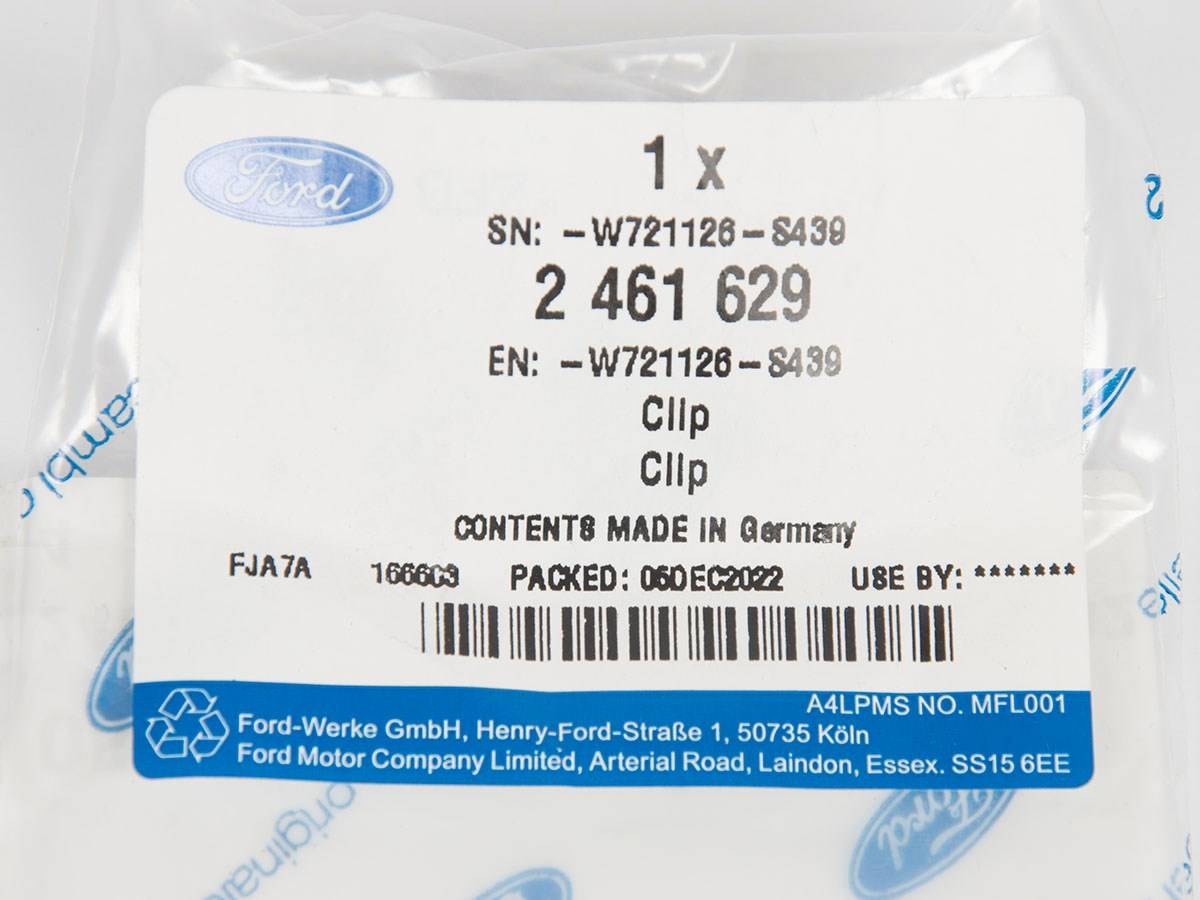 Ford
1 x
SN: -W721126-S439
2 461 629
EN: -W721126-S439
Clip
Clip
CONTENTS MADE IN Germany
FJA7A 166603 PACKED: 05DEC2022 USE BY: *******
A4LPMS NO. MFL001
Ford-Werke GmbH, Henry-Ford-Straße 1, 50735 Köln
Ford Motor Company Limited, Arterial Road, Laindon, Essex. SS15 6EE
Ford